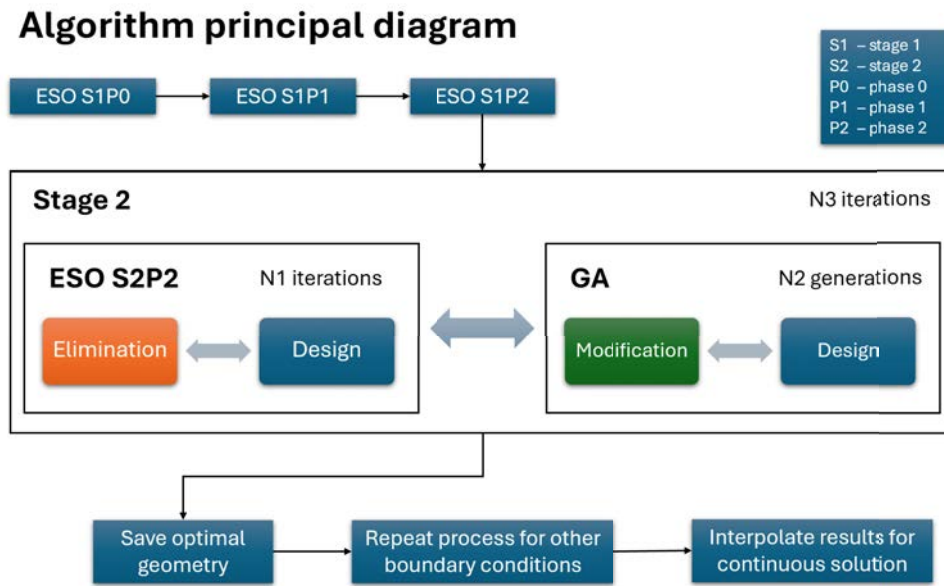 Algorithm principal diagram
S1 – stage 1
S2 – stage 2
P0 – phase 0
P1 – phase 1
P2 – phase 2
ESO S1P0
ESO S1P1
ESO S1P2
Stage 2
N3 iterations
ESO S2P2
N1 iterations
Elimination
Design
GA
N2 generations
Modification
Design
Save optimal
geometry
Repeat process for other
boundary conditions
Interpolate results for
continuous solution